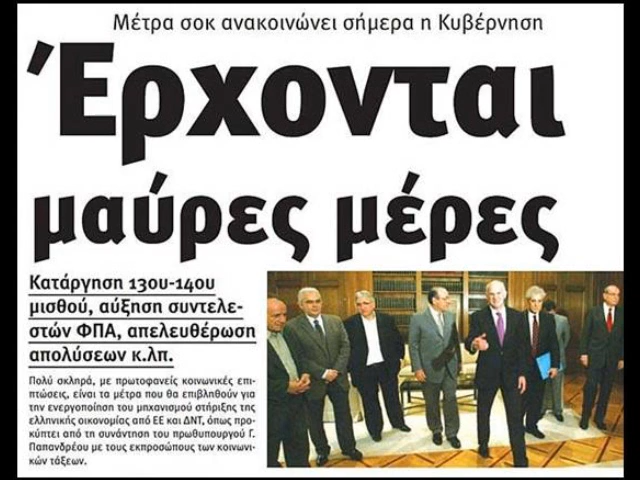 Μέτρα σοκ ανακοινώνει σήμερα η Κυβέρνηση
Έρχονται
μαύρες μέρες
Κατάργηση 13ου-14ου
μισθού, αύξηση συντελε-
στών ΦΠΑ, απελευθέρωση
απολύσεων κ.λπ.
Πολύ σκληρά, με πρωτοφανείς κοινωνικές επι-
πτώσεις, είναι τα μέτρα που θα επιβληθούν για
την ενεργοποίηση του μηχανισμού στήριξης της
ελληνικής οικονομίας από ΕΕ και ΔΝΤ, όπως προ-
κύπτει από τη συνάντηση του πρωθυπουργού Γ.
Παπανδρέου με τους εκπροσώπους των κοινωνι-
κών τάξεων.